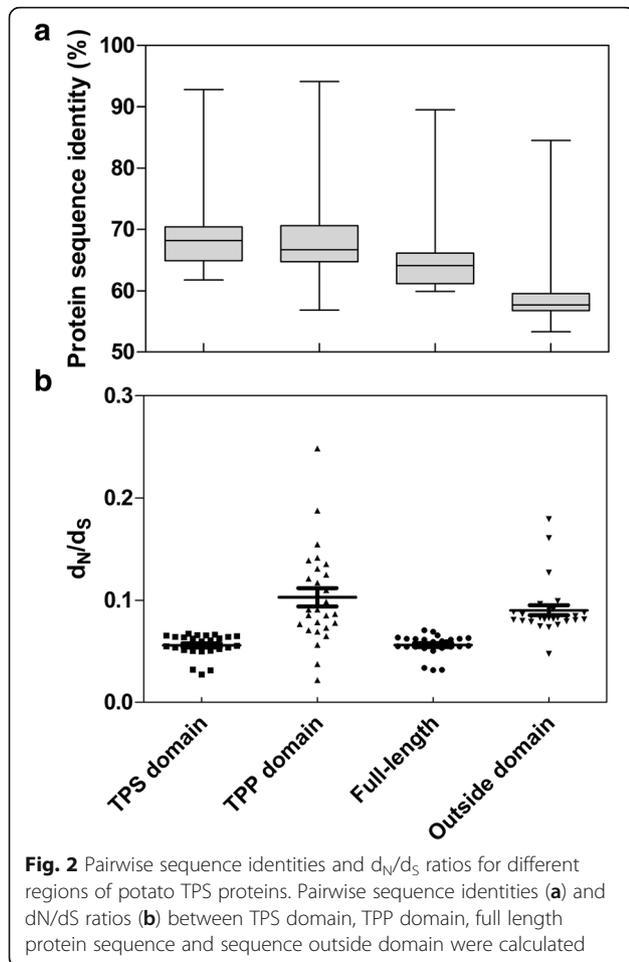 a
Protein sequence identity (%)
100
90
80
70
60
50
b
dN/dS
0.3
0.2
0.1
0.0
TPS domain
TPP domain
Full-length
Outside domain
Fig. 2 Pairwise sequence identities and dN/dS ratios for different
regions of potato TPS proteins. Pairwise sequence identities (a) and
dN/dS ratios (b) between TPS domain, TPP domain, full length
protein sequence and sequence outside domain were calculated